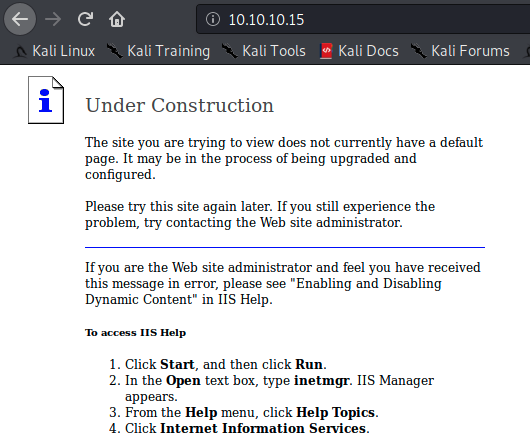 10.10.10.15
Kali Linux Kali Training Kali Tools Kali Docs Kali Forums
Under Construction
The site you are trying to view does not currently have a default
page. It may be in the process of being upgraded and
configured.
Please try this site again later. If you still experience the
problem, try contacting the Web site administrator.
If you are the Web site administrator and feel you have received
this message in error, please see "Enabling and Disabling
Dynamic Content" in IIS Help.
To access IIS Help
1. Click Start, and then click Run.
2. In the Open text box, type inetmgr. IIS Manager
appears.
3. From the Help menu, click Help Topics.
4. Click Internet Information Services.